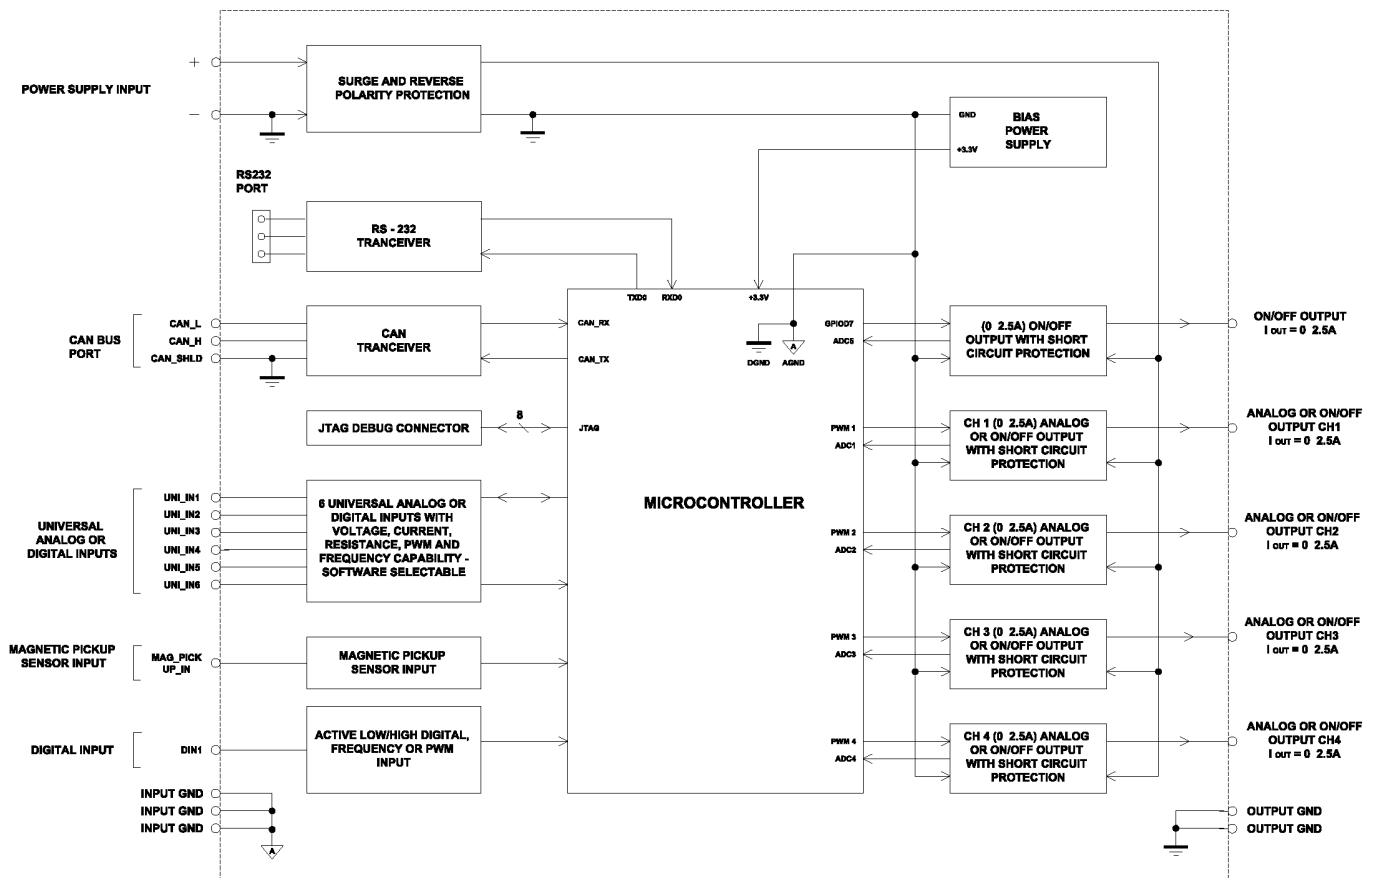 +
POWER SUPPLY INPUT
–
SURGE AND REVERSE
POLARITY PROTECTION
GND
+3.3V
BIAS
POWER
SUPPLY
RS232
PORT
RS - 232
TRANCEIVER
TXD0
RXD0
+3.3V
CAN BUS
PORT
CAN_L
CAN_H
CAN_SHLD
CAN
TRANCEIVER
CAN_RX
CAN_TX
DGND
A
AGND
GPIOD7
ADC5
(0 2.5A) ON/OFF
OUTPUT WITH SHORT
CIRCUIT PROTECTION
ON/OFF OUTPUT
I OUT = 0 2.5A
JTAG DEBUG CONNECTOR
8
JTAG
PWM 1
ADC1
CH 1 (0 2.5A) ANALOG
OR ON/OFF OUTPUT
WITH SHORT CIRCUIT
PROTECTION
ANALOG OR ON/OFF
OUTPUT CH1
I OUT = 0 2.5A
MICROCONTROLLER
UNIVERSAL
ANALOG OR
DIGITAL INPUTS
UNI_IN1
UNI_IN2
UNI_IN3
UNI_IN4
UNI_IN5
UNI_IN6
6 UNIVERSAL ANALOG OR
DIGITAL INPUTS WITH
VOLTAGE, CURRENT,
RESISTANCE, PWM AND
FREQUENCY CAPABILITY -
SOFTWARE SELECTABLE
PWM 2
ADC2
CH 2 (0 2.5A) ANALOG
OR ON/OFF OUTPUT
WITH SHORT CIRCUIT
PROTECTION
ANALOG OR ON/OFF
OUTPUT CH2
I OUT = 0 2.5A
MAGNETIC PICKUP
SENSOR INPUT
MAG_PICK
UP_IN
MAGNETIC PICKUP
SENSOR INPUT
PWM 3
ADC3
CH 3 (0 2.5A) ANALOG
OR ON/OFF OUTPUT
WITH SHORT CIRCUIT
PROTECTION
ANALOG OR ON/OFF
OUTPUT CH3
I OUT = 0 2.5A
DIGITAL INPUT
DIN1
ACTIVE LOW/HIGH DIGITAL,
FREQUENCY OR PWM
INPUT
PWM 4
ADC4
CH 4 (0 2.5A) ANALOG
OR ON/OFF OUTPUT
WITH SHORT CIRCUIT
PROTECTION
ANALOG OR ON/OFF
OUTPUT CH4
I OUT = 0 2.5A
INPUT GND
INPUT GND
INPUT GND
A
OUTPUT GND
OUTPUT GND